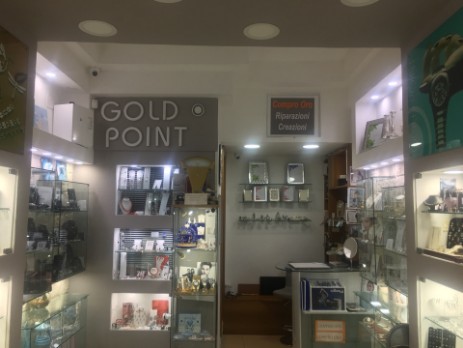 GOLD
POINT
Compro Oro
Riparazioni
Creazioni